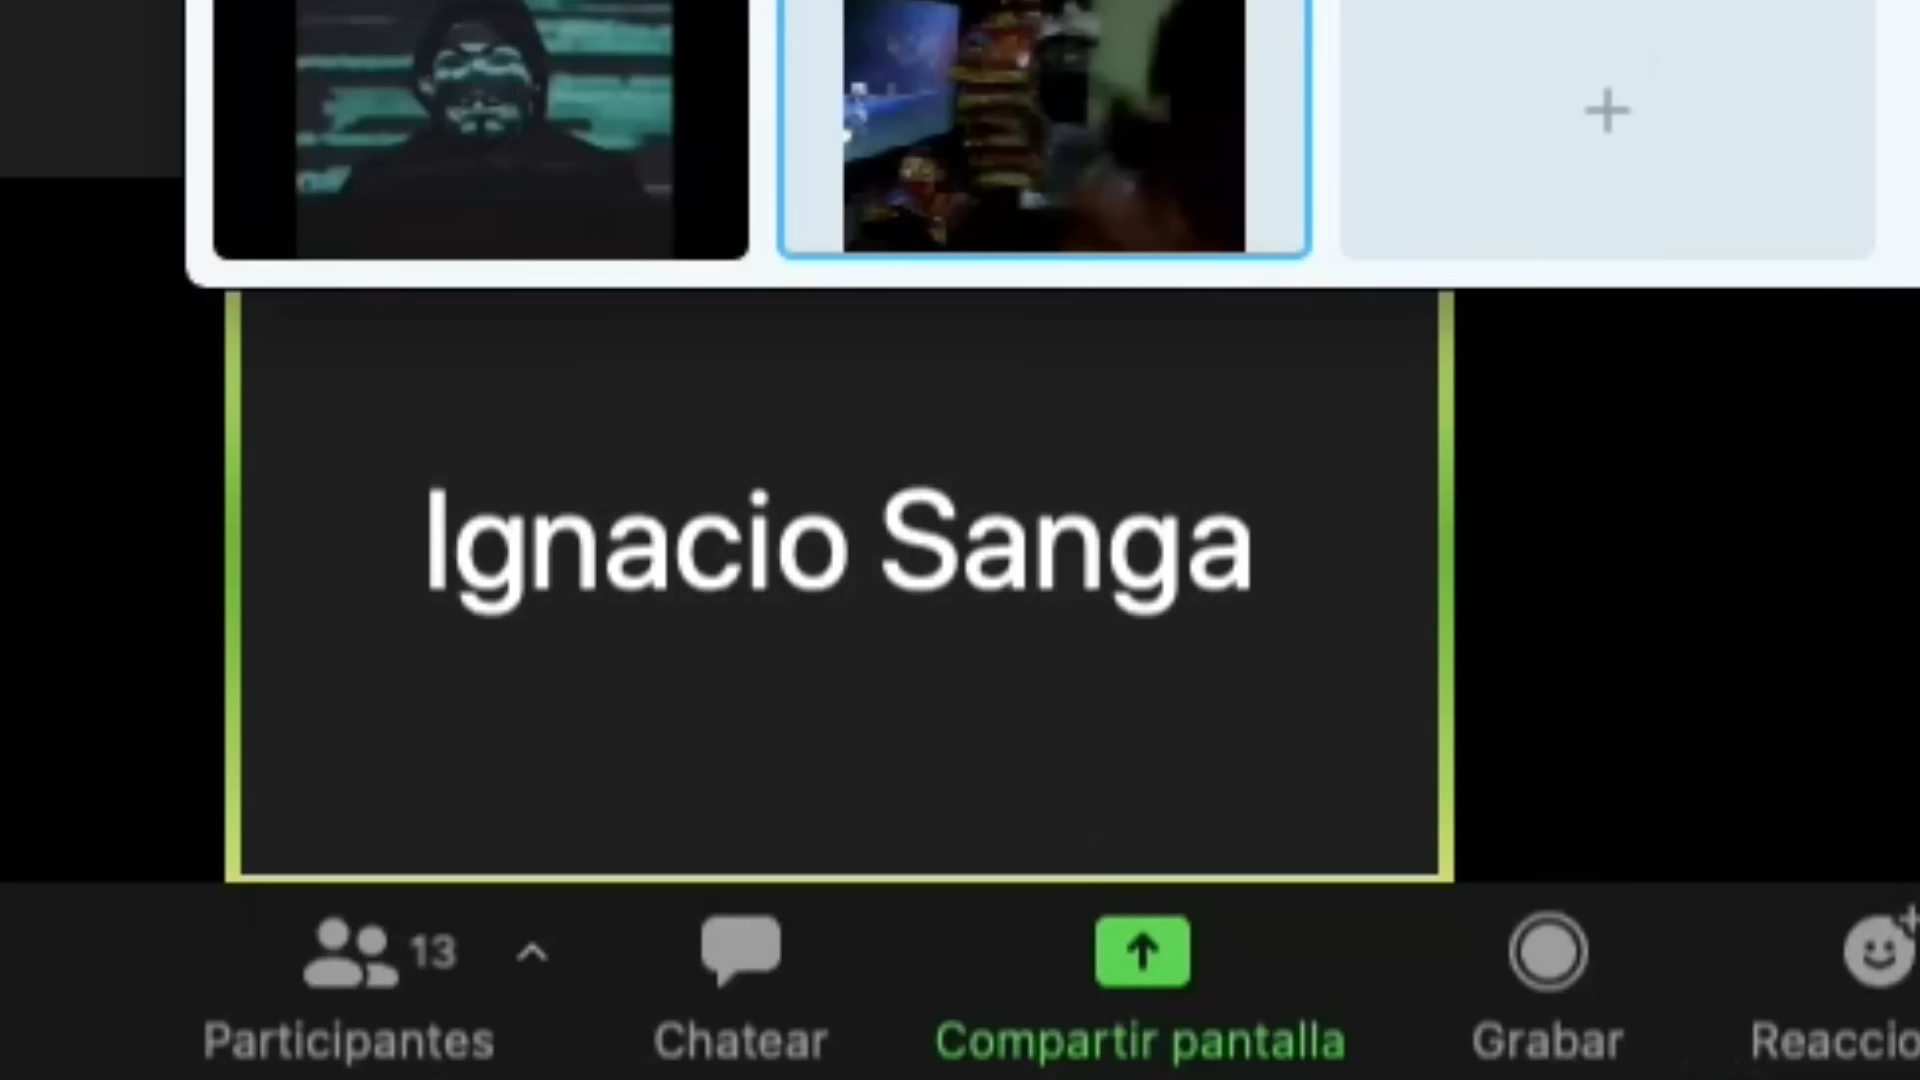 Ignacio Sanga
13
Participantes
Chatear
Compartir pantalla
Grabar
Reaccio